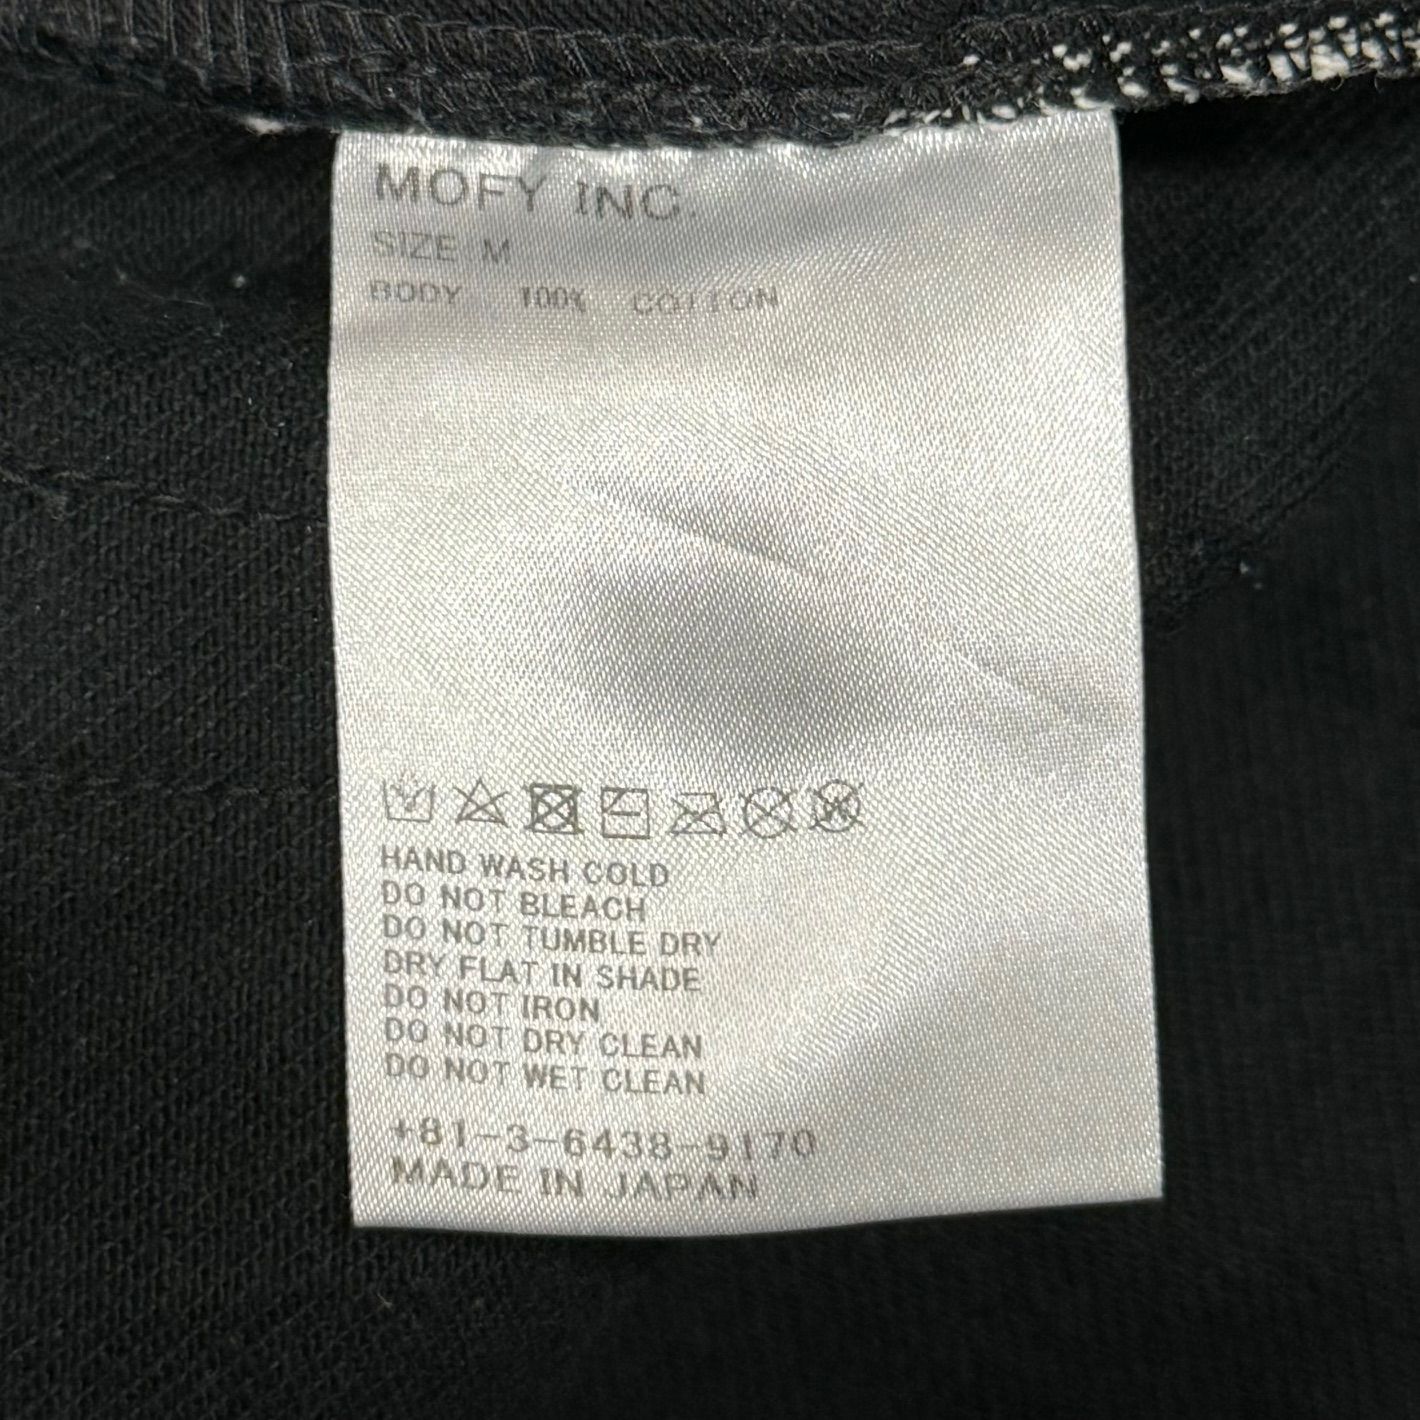 MOFY INC.
SIZE M
BODY 100% COTTON
HAND WASH COLD
DO NOT BLEACH
DO NOT TUMBLE DRY
DRY FLAT IN SHADE
DO NOT IRON
DO NOT DRY CLEAN
DO NOT WET CLEAN
+81-3-6438-9170
MADE IN JAPAN